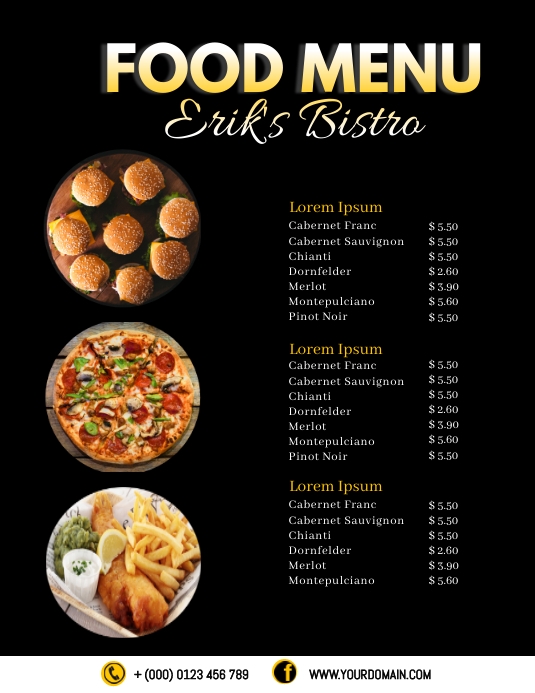 FOOD MENU
Erik's Bistro
Lorem Ipsum
Cabernet Franc $ 5.50
Cabernet Sauvignon $ 5.50
Chianti $ 5.50
Dornfelder $ 2.60
Merlot $ 3.90
Montepulciano $ 5.60
Pinot Noir $ 5.50
Lorem Ipsum
Cabernet Franc $ 5.50
Cabernet Sauvignon $ 5.50
Chianti $ 5.50
Dornfelder $ 2.60
Merlot $ 3.90
Montepulciano $ 5.60
Pinot Noir $ 5.50
Lorem Ipsum
Cabernet Franc $ 5.50
Cabernet Sauvignon $ 5.50
Chianti $ 5.50
Dornfelder $ 2.60
Merlot $ 3.90
Montepulciano $ 5.60
+ (000) 0123 456 789 f WWW.YOURDOMAIN.COM